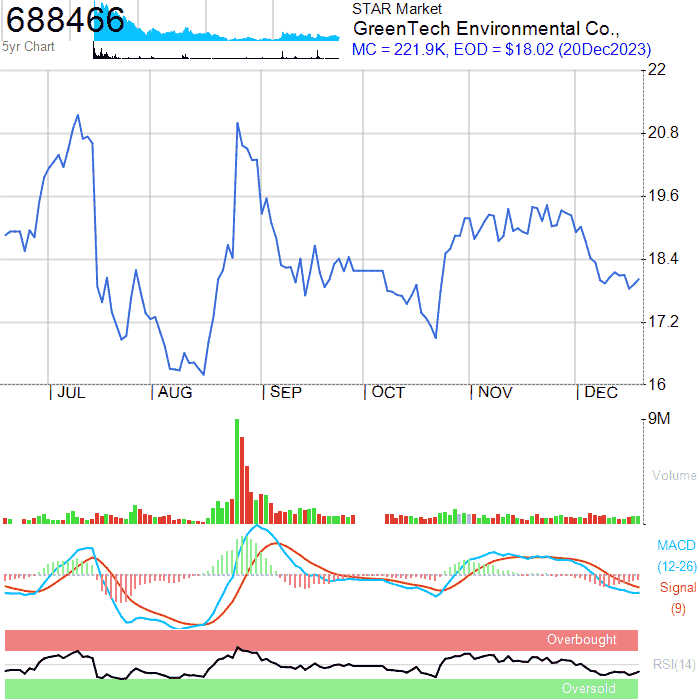 688466
5yr Chart
STAR Market
GreenTech Environmental Co.,
MC = 221.9K, EOD = $18.02 (20Dec2023)
22
20.8
19.6
18.4
17.2
16
JUL AUG SEP OCT NOV DEC
9M
Volume
MACD
(12-26)
Signal
(9)
Overbought
RSI(14)
Oversold